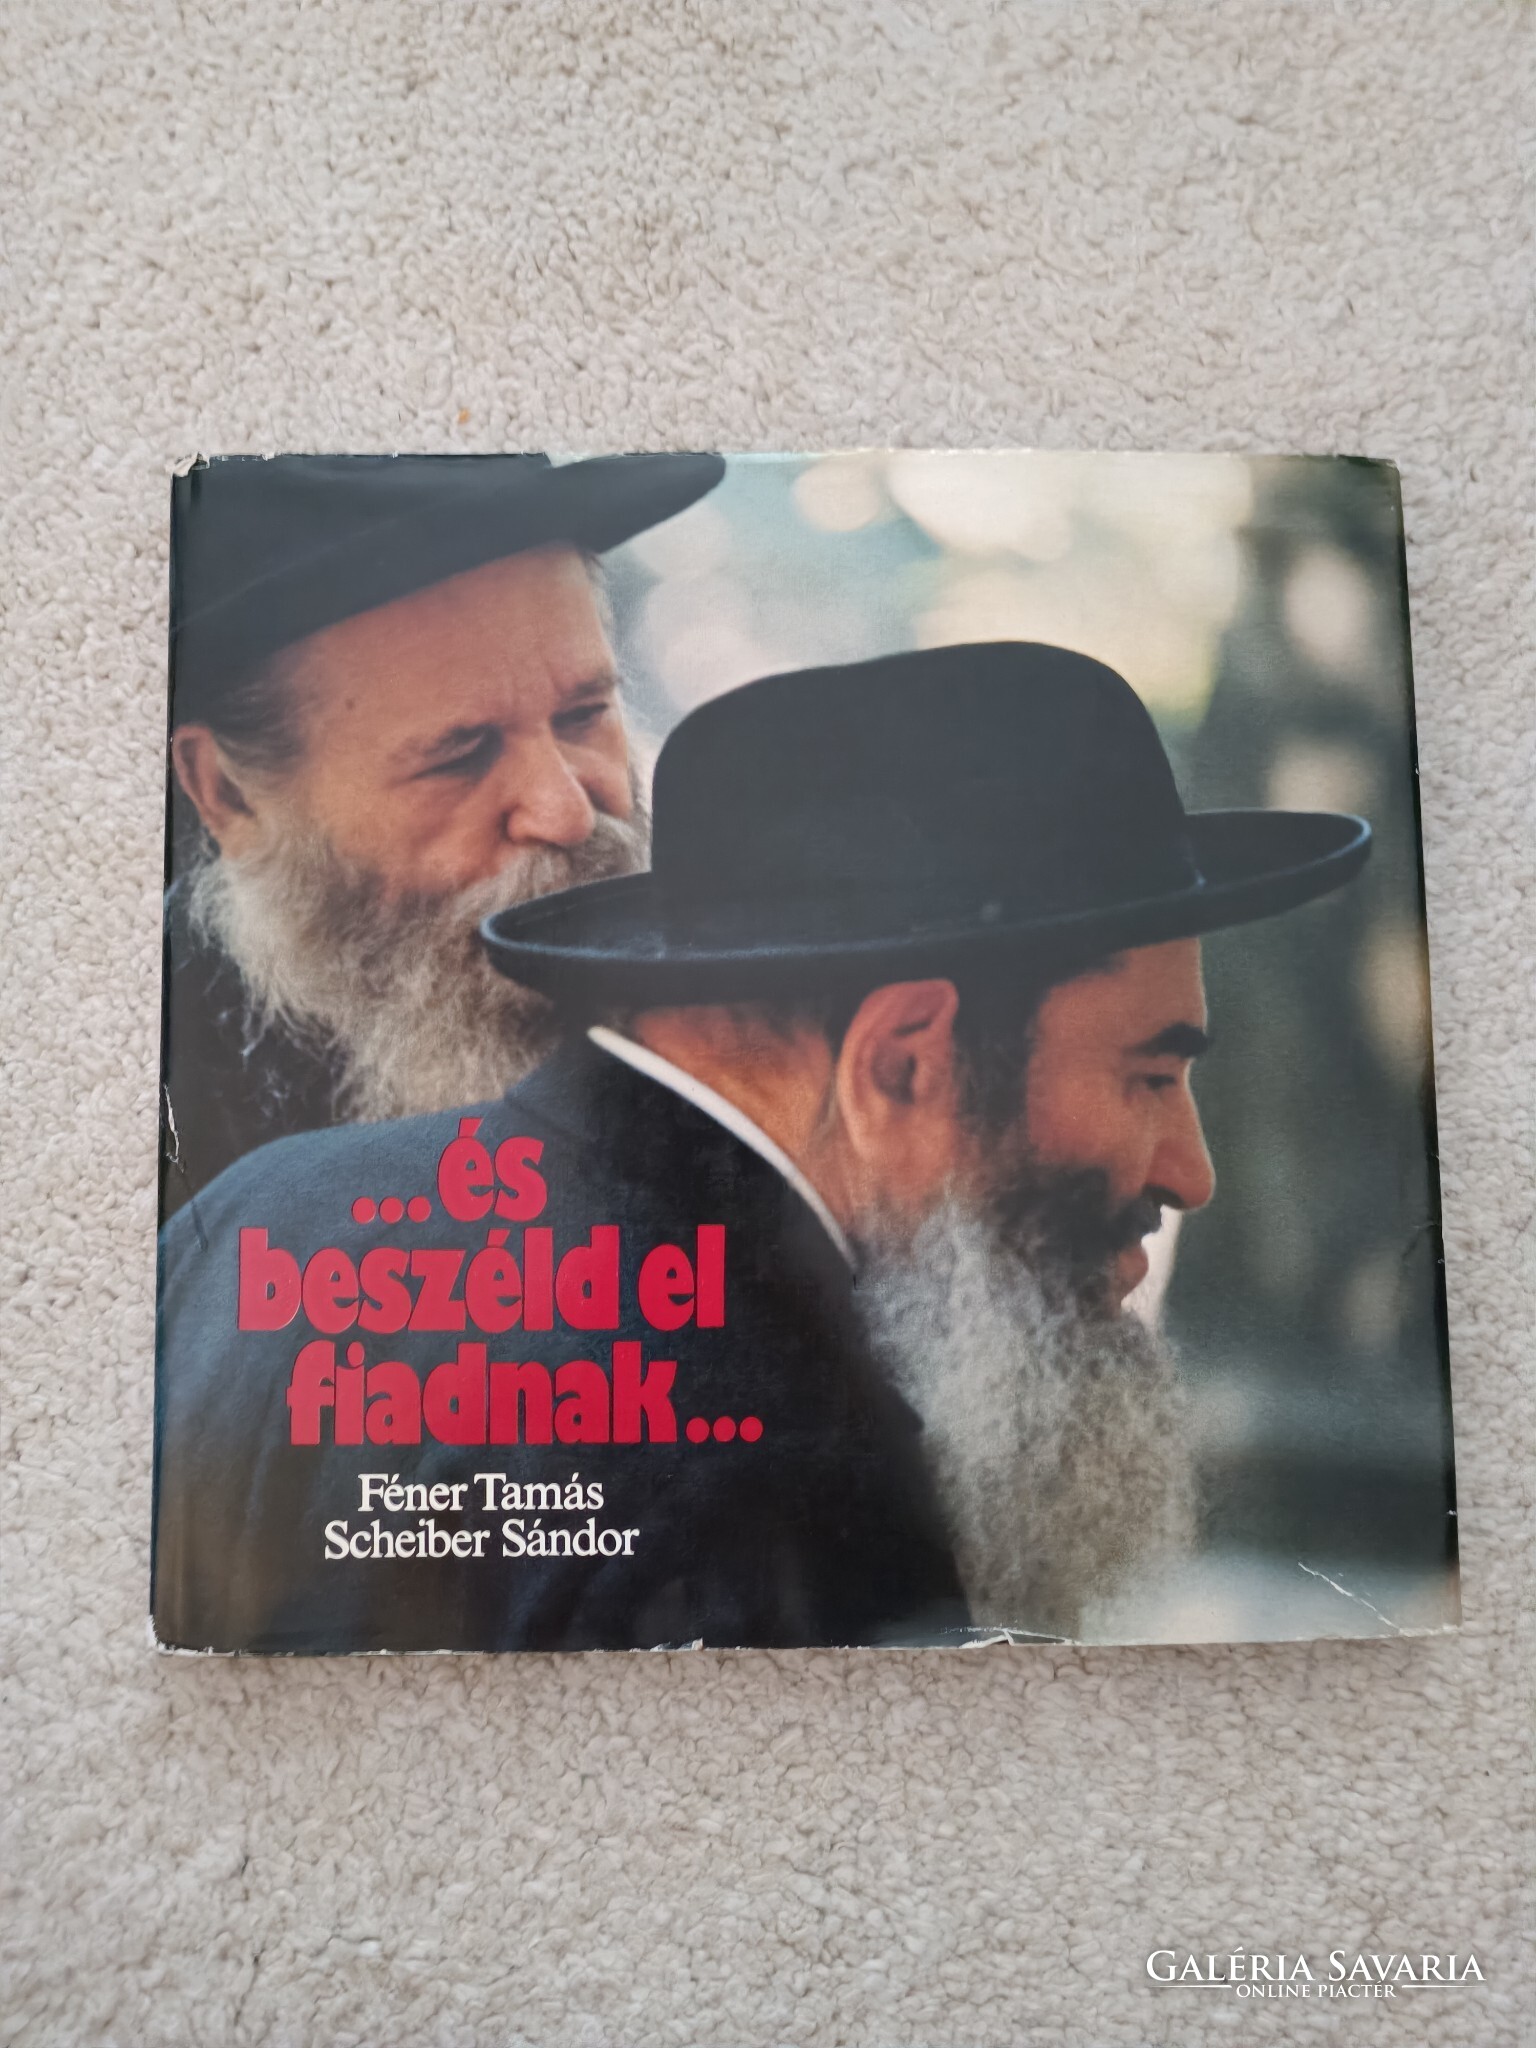 ...és
beszéld el
fiadnak...
Féner Tamás
Scheiber Sándor
GALÉRIA SAVARIA
ONLINE PIACTÉR